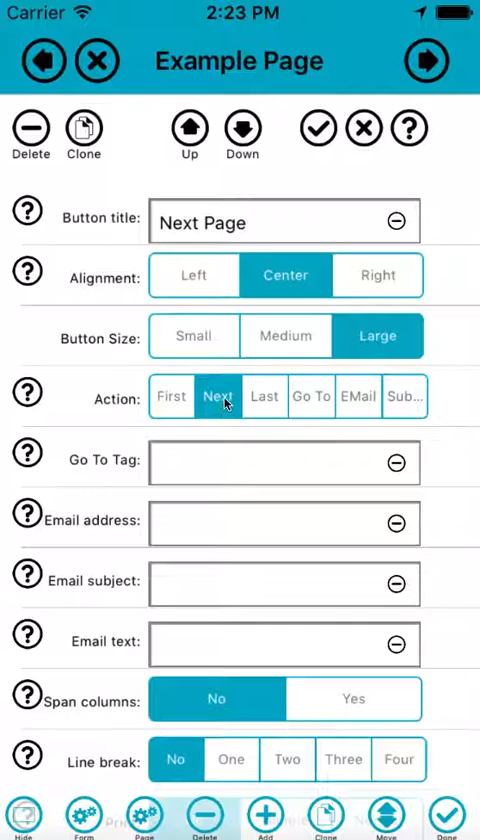 Carrier 2:23 PM
Example Page
Delete Clone Up Down
Button title: Next Page
Alignment: Left Center Right
Button Size: Small Medium Large
Action: First Next Last Go To EMail Sub...
Go To Tag:
Email address:
Email subject:
Email text:
Span columns: No Yes
Line break: No One Two Three Four
Hide Form Page Delete Add Clone Move Done